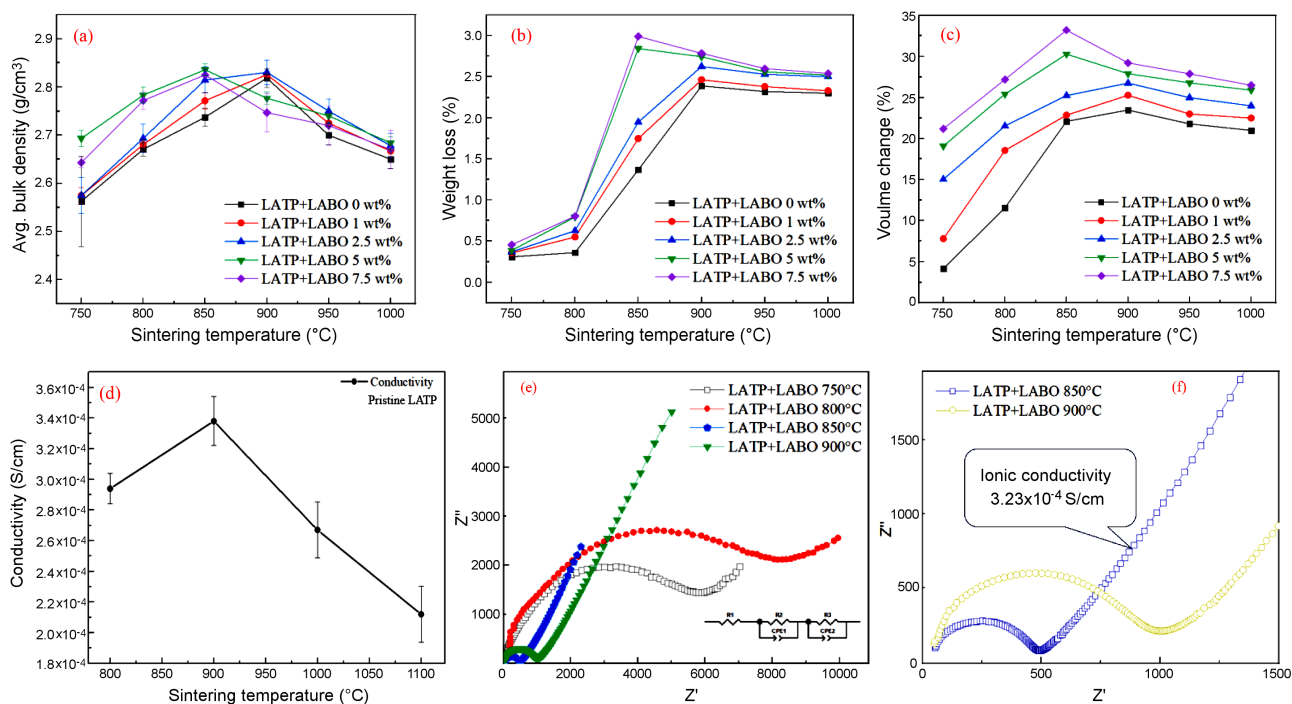 (a)
Avg. bulk density (g/cm³)
2.9
2.8
2.7
2.6
2.5
2.4
LATP+LABO 0 wt%
LATP+LABO 1 wt%
LATP+LABO 2.5 wt%
LATP+LABO 5 wt%
LATP+LABO 7.5 wt%
750 800 850 900 950 1000
Sintering temperature (°C)
(b)
Weight loss (%)
3.0
2.5
2.0
1.5
1.0
0.5
0.0
LATP+LABO 0 wt%
LATP+LABO 1 wt%
LATP+LABO 2.5 wt%
LATP+LABO 5 wt%
LATP+LABO 7.5 wt%
750 800 850 900 950 1000
Sintering temperature (°C)
(c)
Voulme change (%)
35
30
25
20
15
10
5
0
LATP+LABO 0 wt%
LATP+LABO 1 wt%
LATP+LABO 2.5 wt%
LATP+LABO 5 wt%
LATP+LABO 7.5 wt%
750 800 850 900 950 1000
Sintering temperature (°C)
(d)
Conductivity
Pristine LATP
Conductivity (S/cm)
3.6x10⁻⁴
3.4x10⁻⁴
3.2x10⁻⁴
3.0x10⁻⁴
2.8x10⁻⁴
2.6x10⁻⁴
2.4x10⁻⁴
2.2x10⁻⁴
2.0x10⁻⁴
1.8x10⁻⁴
800 850 900 950 1000 1050 1100
Sintering temperature (°C)
(e)
LATP+LABO 750°C
LATP+LABO 800°C
LATP+LABO 850°C
LATP+LABO 900°C
Z"
5000
4000
3000
2000
1000
0
R1 R2 R3
CPE1 CPE2
0 2000 4000 6000 8000 10000
Z'
(f)
LATP+LABO 850°C
LATP+LABO 900°C
Ionic conductivity
3.23x10⁻⁴ S/cm
Z"
1500
1000
500
0
0 500 1000 1500
Z'